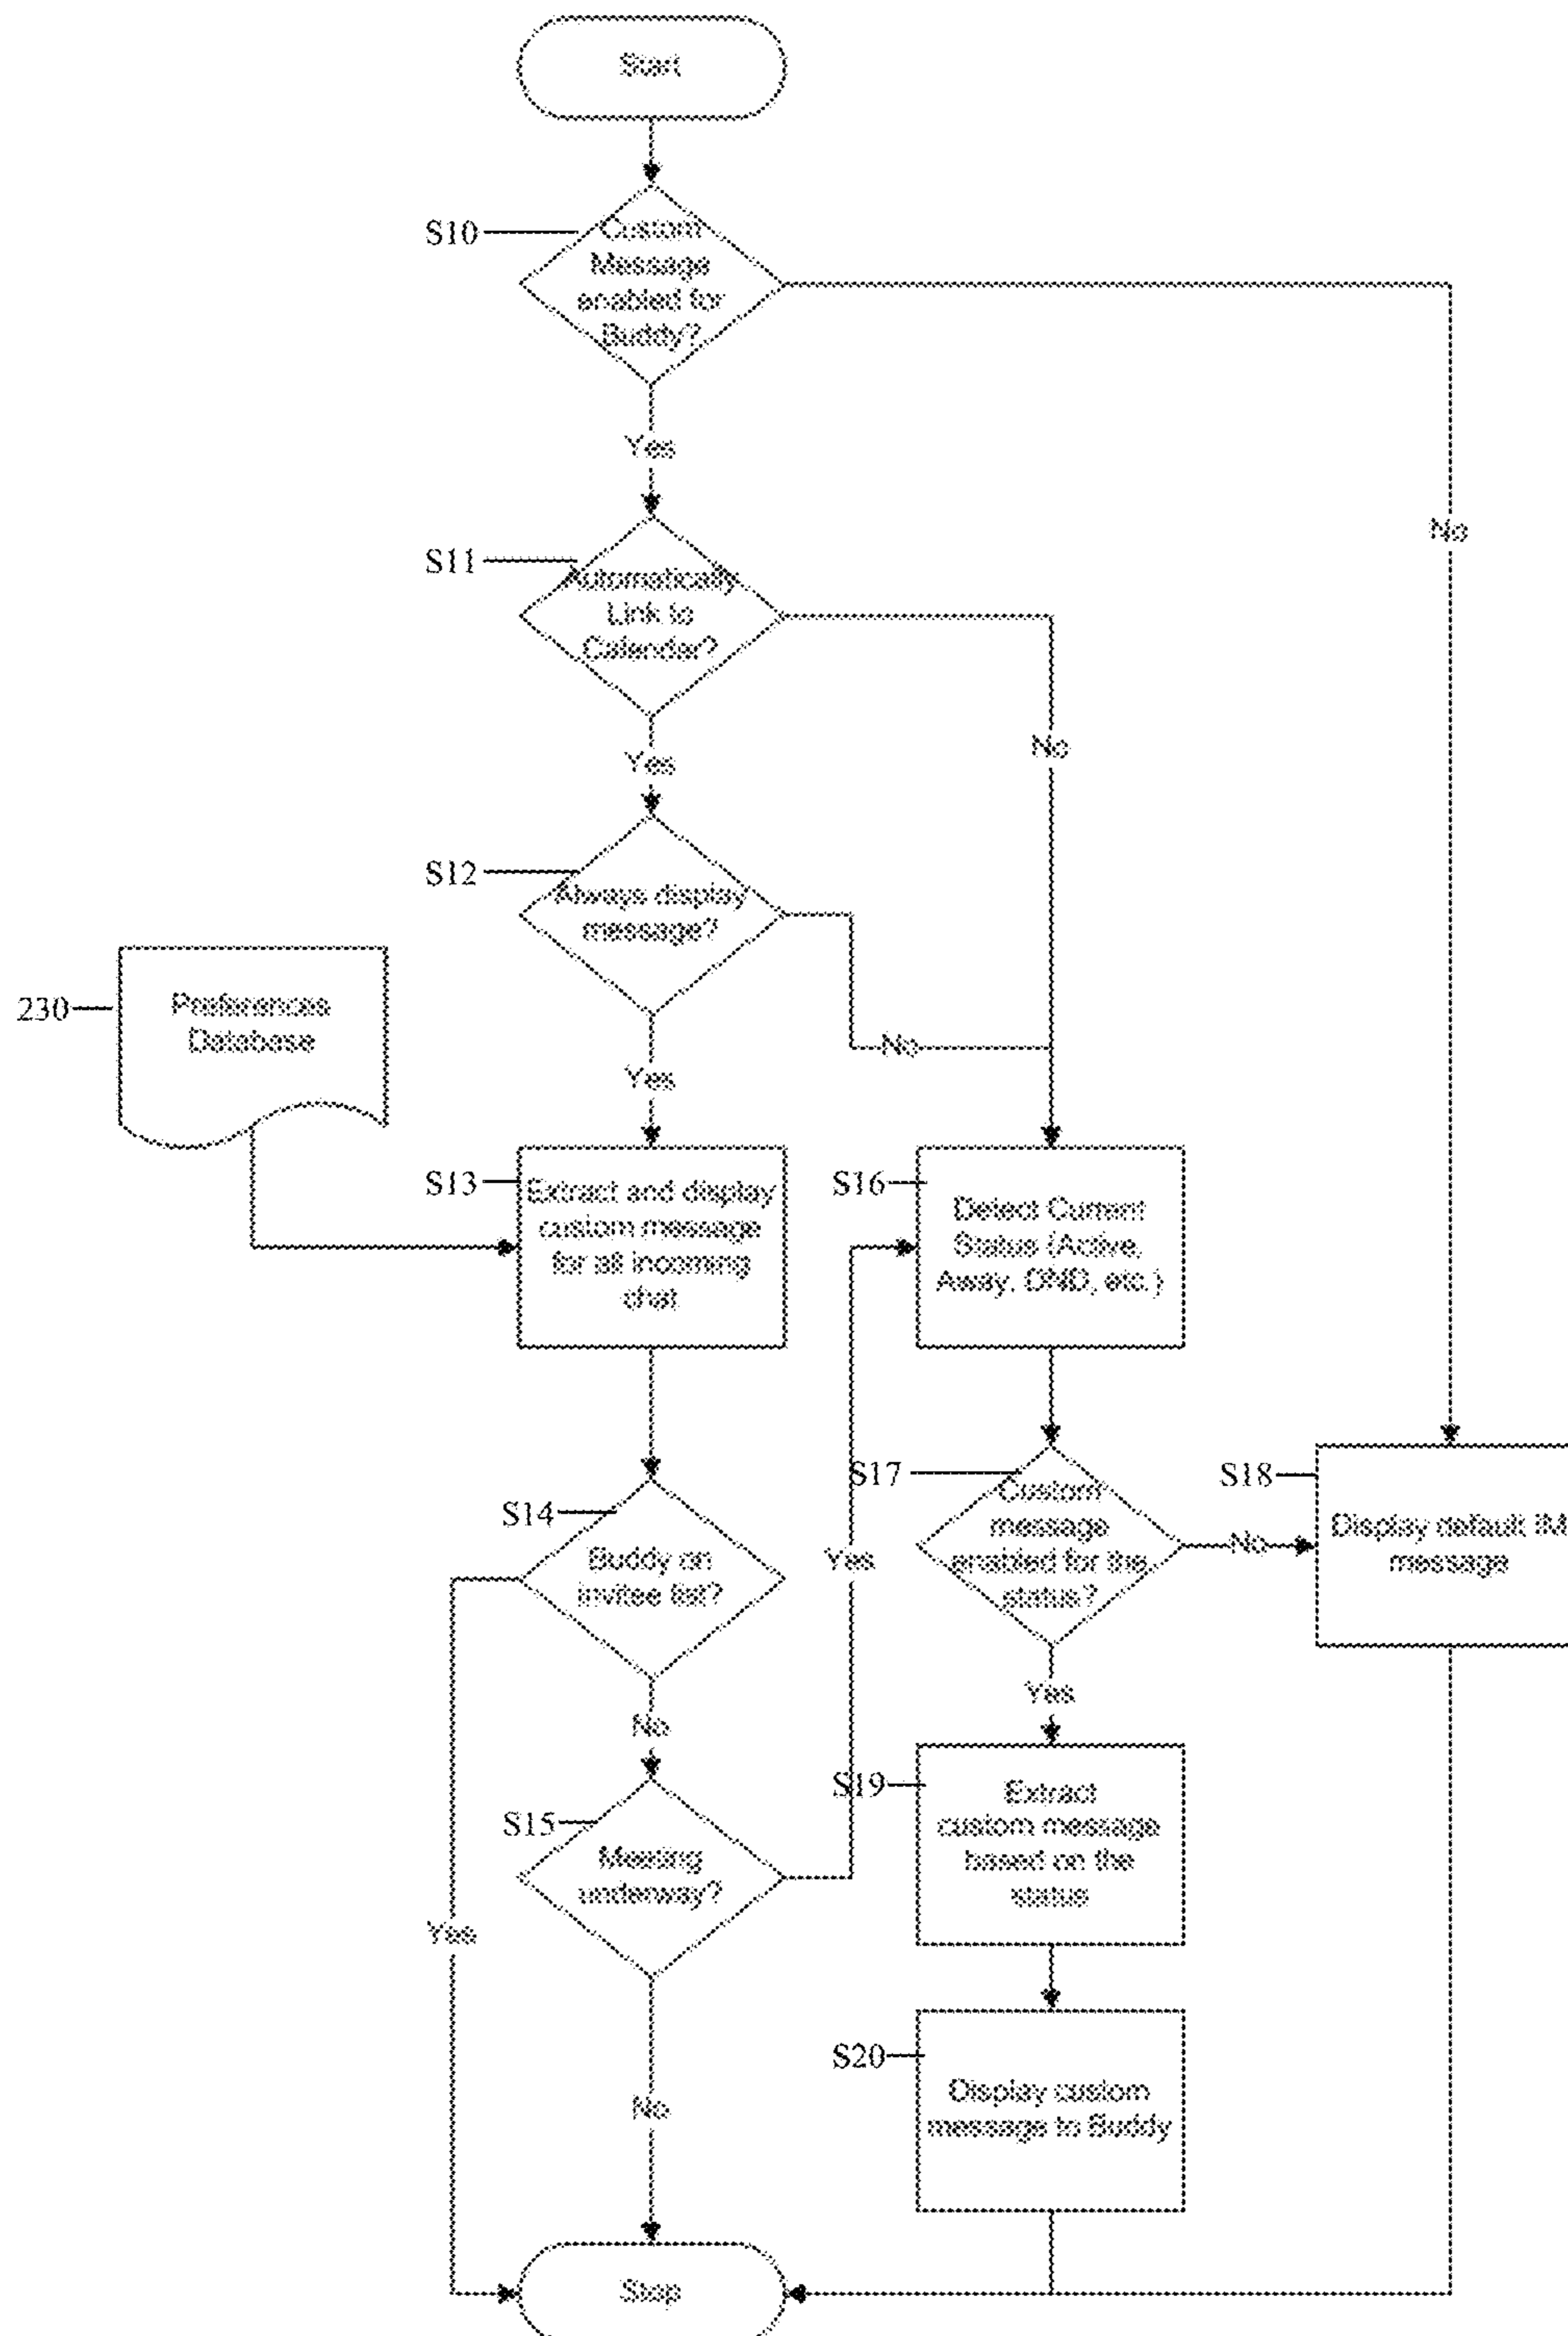 Start
S10
Custom
Message
enabled for
Buddy?
Yes
No
S11
Automatically
Link to
Calendar?
Yes
No
S12
Always display
message?
230
Preferences
Database
No
Yes
S13
Extract and display
custom message
for all incoming
chat
S16
Detect Current
Status (Active,
Away, DND, etc.)
S14
Buddy on
invitee list?
Yes
S17
Custom
message
enabled for the
status?
No
S18
Display default IM
message
Yes
No
S15
Meeting
underway?
S19
Extract
custom message
based on the
status
Yes
No
S20
Display custom
message to Buddy
Stop